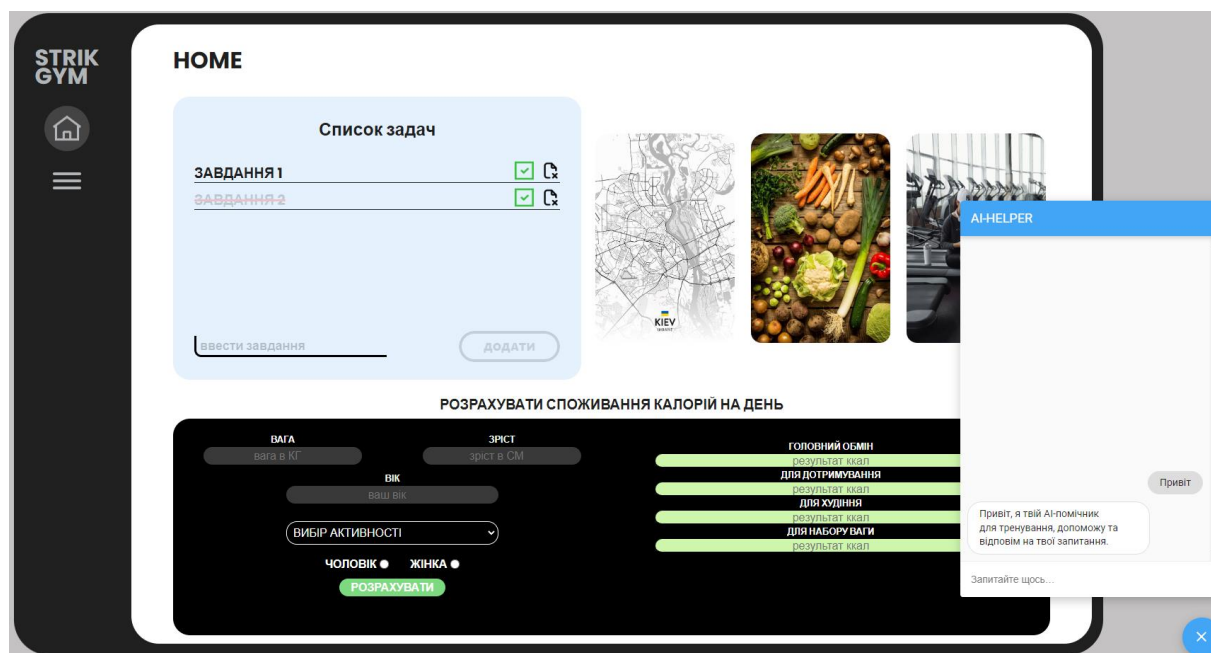 STRIK
GYM
HOME
Список задач
ЗАВДАННЯ 1
ЗАВДАННЯ 2
ввести завдання
ДОДАТИ
KIEV
AI-HELPER
Привіт
Привіт, я твій AI-помічник
для тренування, допоможу та
відповім на твої запитання.
Запитайте щось...
РОЗРАХУВАТИ СПОЖИВАННЯ КАЛОРІЙ НА ДЕНЬ
ВАГА
вага в КГ
ЗРІСТ
зріст в СМ
ВІК
ваш вік
ВИБІР АКТИВНОСТІ
ЧОЛОВІК
ЖІНКА
РОЗРАХУВАТИ
ГОЛОВНИЙ ОБМІН
результат ккал
ДЛЯ ДОТРИМУВАННЯ
результат ккал
ДЛЯ ХУДІННЯ
результат ккал
ДЛЯ НАБОРУ ВАГИ
результат ккал